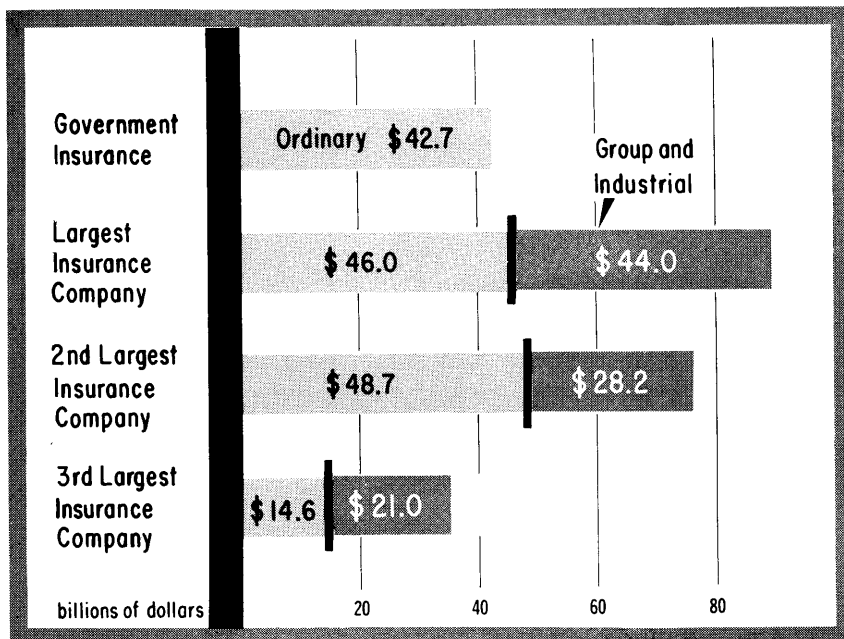 Government
Insurance
Ordinary $42.7
Group and
Industrial
Largest
Insurance
Company
$46.0
$44.0
2nd Largest
Insurance
Company
$48.7
$28.2
3rd Largest
Insurance
Company
$14.6
$21.0
billions of dollars
20
40
60
80